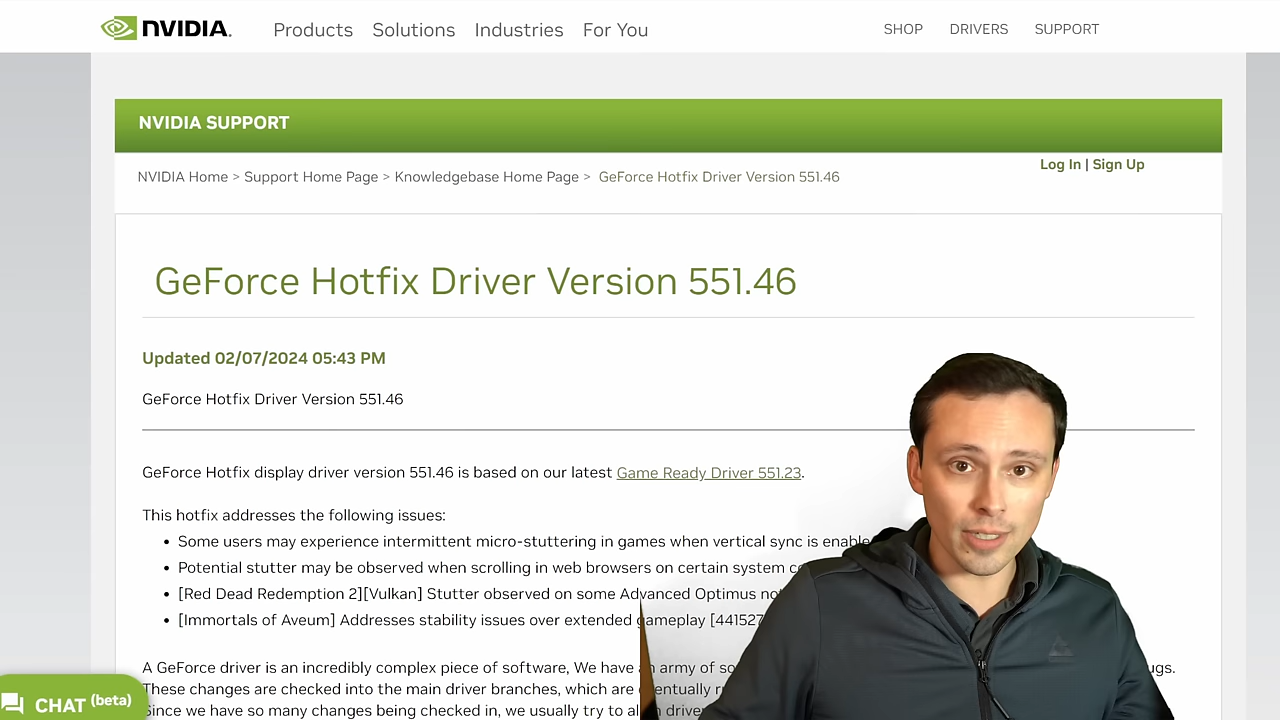 NVIDIA.
Products Solutions Industries For You
SHOP DRIVERS SUPPORT
NVIDIA SUPPORT
Log In | Sign Up
NVIDIA Home > Support Home Page > Knowledgebase Home Page > GeForce Hotfix Driver Version 551.46
GeForce Hotfix Driver Version 551.46
Updated 02/07/2024 05:43 PM
GeForce Hotfix Driver Version 551.46
GeForce Hotfix display driver version 551.46 is based on our latest Game Ready Driver 551.23.
This hotfix addresses the following issues:
• Some users may experience intermittent micro-stuttering in games when vertical sync is
• Potential stutter may be observed when scrolling in web browsers on certain system
• [Red Dead Redemption 2][Vulkan] Stutter observed on some Advanced Optimus
• [Immortals of Aveum] Addresses stability issues over extended gameplay
A GeForce driver is an incredibly complex piece of software, We have an army of
These changes are checked into the main driver branches, which are eventually
Since we have so many changes being checked in, we usually try to
CHAT (beta)